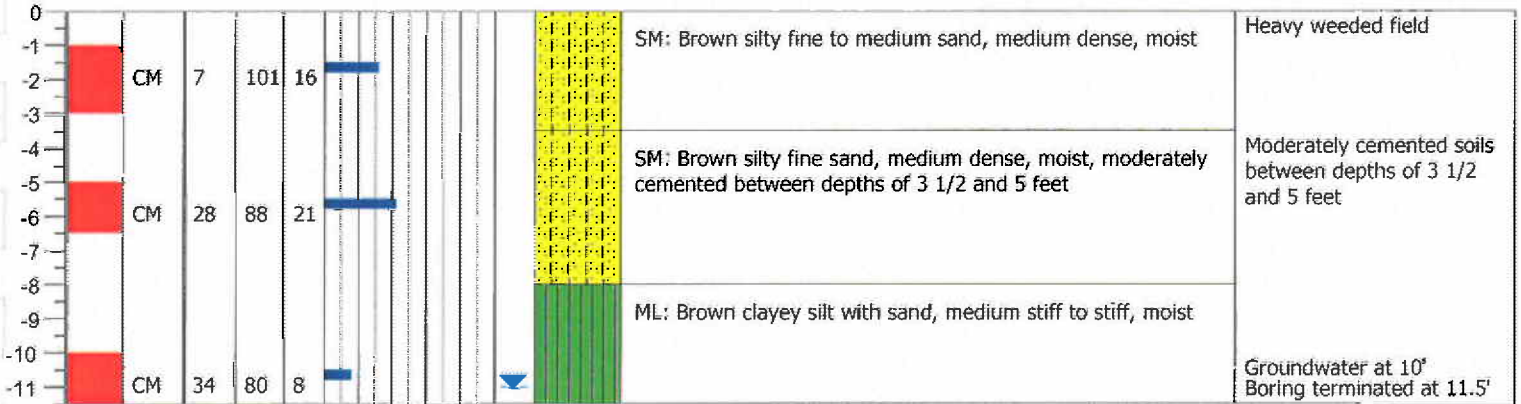 0
-1
-2
-3
-4
-5
-6
-7
-8
-9
-10
-11
CM 7 101 16
CM 28 88 21
CM 34 80 8
SM: Brown silty fine to medium sand, medium dense, moist
SM: Brown silty fine sand, medium dense, moist, moderately
cemented between depths of 3 1/2 and 5 feet
ML: Brown clayey silt with sand, medium stiff to stiff, moist
Heavy weeded field
Moderately cemented soils
between depths of 3 1/2
and 5 feet
Groundwater at 10'
Boring terminated at 11.5'